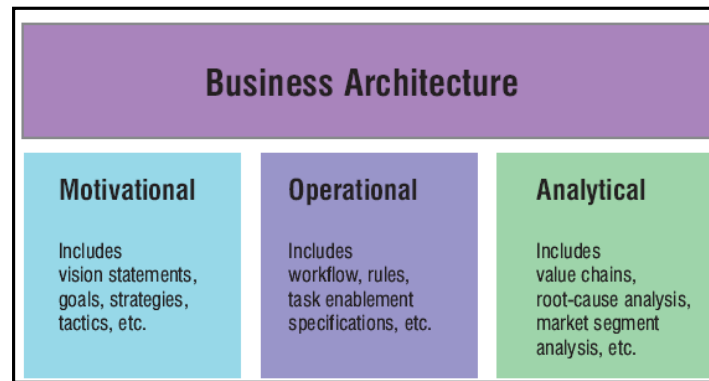 Business Architecture
Motivational
Includes
vision statements,
goals, strategies,
tactics, etc.
Operational
Includes
workflow, rules,
task enablement
specifications, etc.
Analytical
Includes
value chains,
root-cause analysis,
market segment
analysis, etc.